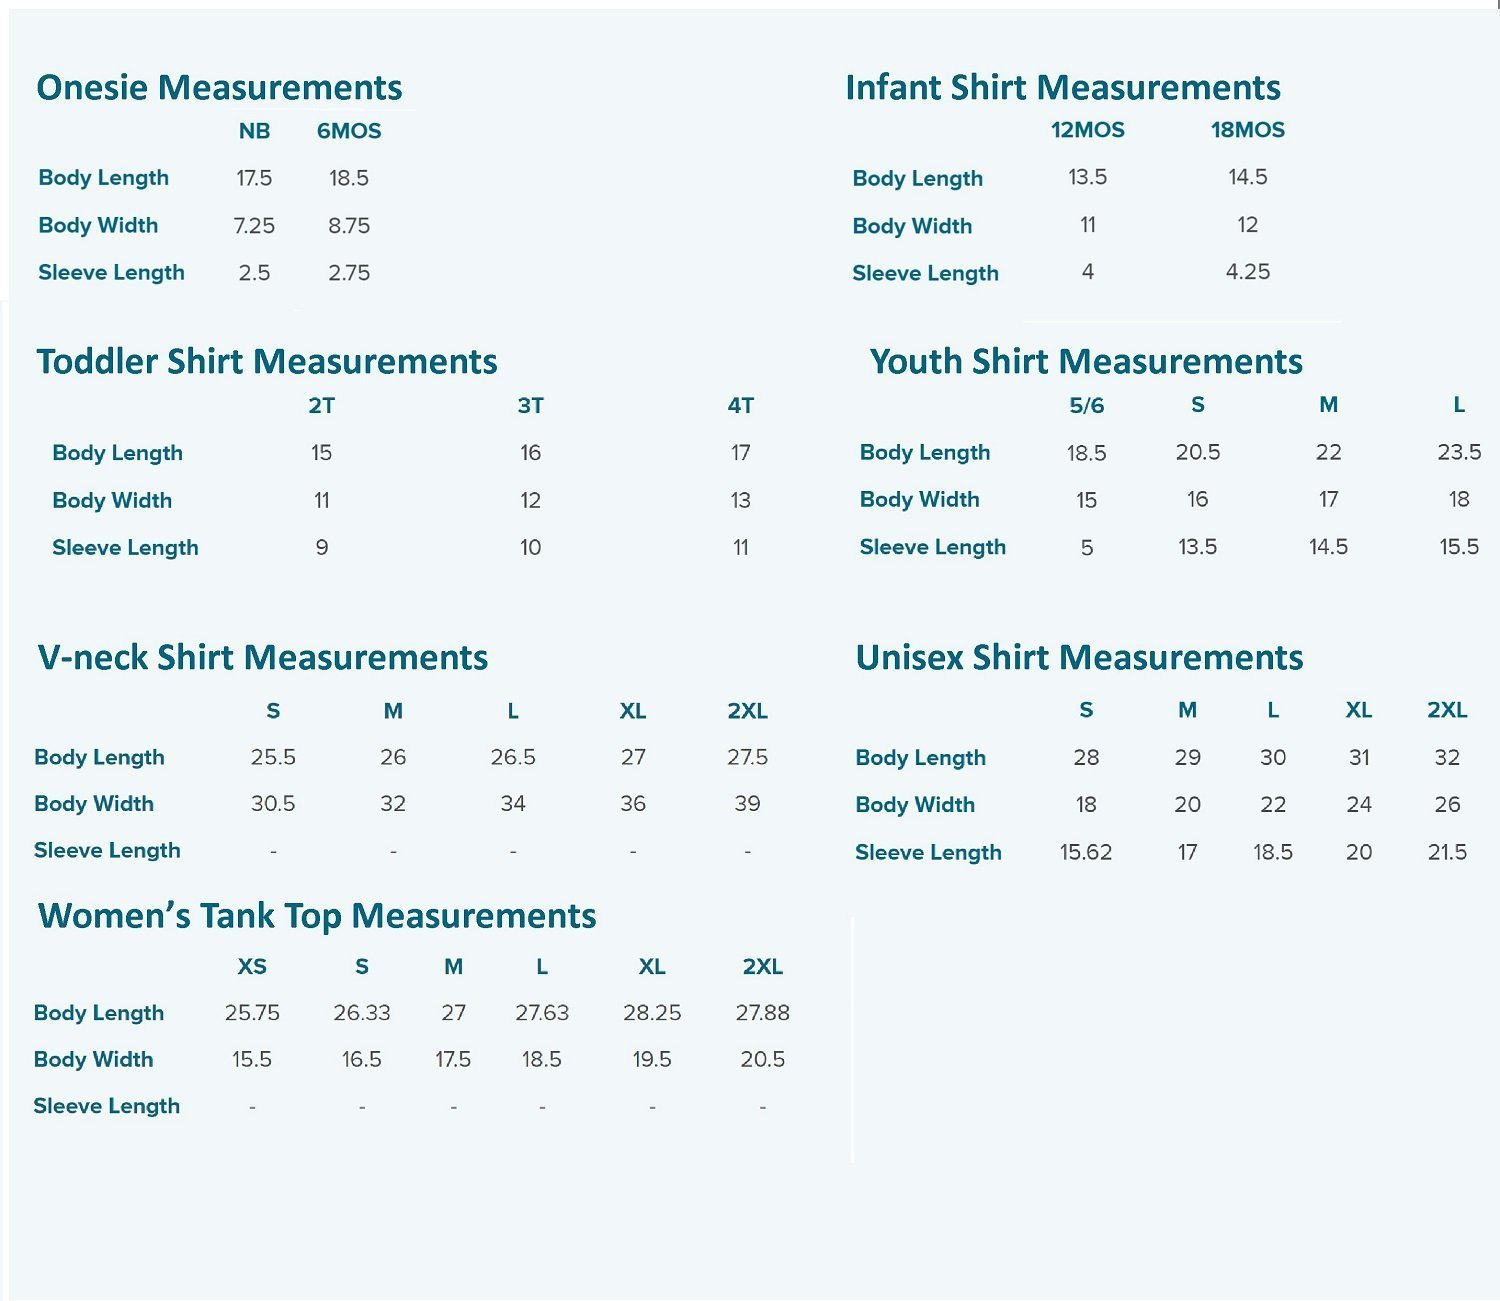 Onesie Measurements
NB 6MOS
Body Length 17.5 18.5
Body Width 7.25 8.75
Sleeve Length 2.5 2.75
Infant Shirt Measurements
12MOS 18MOS
Body Length 13.5 14.5
Body Width 11 12
Sleeve Length 4 4.25
Toddler Shirt Measurements
2T 3T 4T
Body Length 15 16 17
Body Width 11 12 13
Sleeve Length 9 10 11
Youth Shirt Measurements
5/6 S M L
Body Length 18.5 20.5 22 23.5
Body Width 15 16 17 18
Sleeve Length 5 13.5 14.5 15.5
V-neck Shirt Measurements
S M L XL 2XL
Body Length 25.5 26 26.5 27 27.5
Body Width 30.5 32 34 36 39
Sleeve Length - - - - -
Unisex Shirt Measurements
S M L XL 2XL
Body Length 28 29 30 31 32
Body Width 18 20 22 24 26
Sleeve Length 15.62 17 18.5 20 21.5
Women’s Tank Top Measurements
XS S M L XL 2XL
Body Length 25.75 26.33 27 27.63 28.25 27.88
Body Width 15.5 16.5 17.5 18.5 19.5 20.5
Sleeve Length - - - - - -